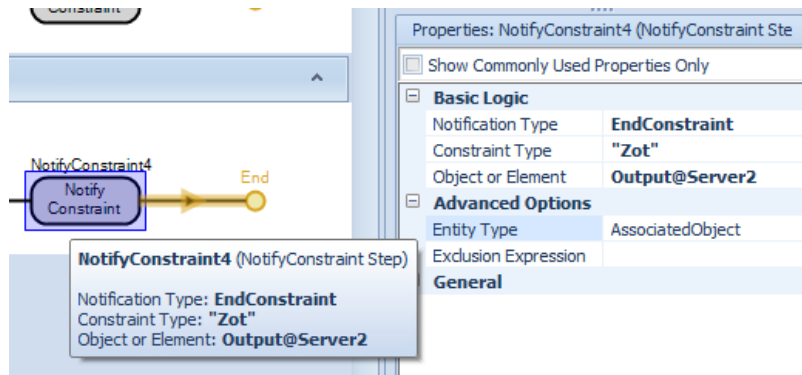 Constraint
NotifyConstraint4
Notify
Constraint
End
NotifyConstraint4 (NotifyConstraint Step)
Notification Type: EndConstraint
Constraint Type: "Zot"
Object or Element: Output@Server2
Properties: NotifyConstraint4 (NotifyConstraint Ste
Show Commonly Used Properties Only
Basic Logic
Notification Type EndConstraint
Constraint Type "Zot"
Object or Element Output@Server2
Advanced Options
Entity Type AssociatedObject
Exclusion Expression
General